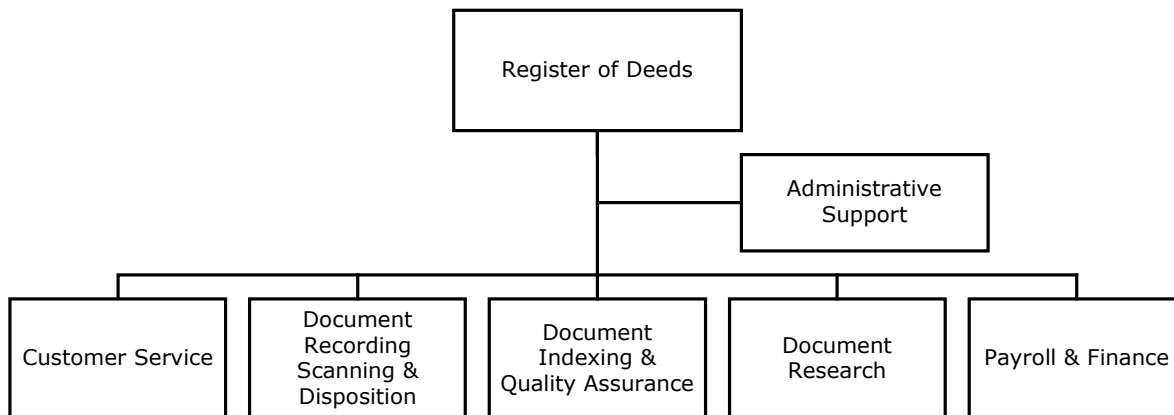 Register of Deeds
Administrative
Support
Customer Service
Document
Recording
Scanning &
Disposition
Document
Indexing &
Quality Assurance
Document
Research
Payroll & Finance